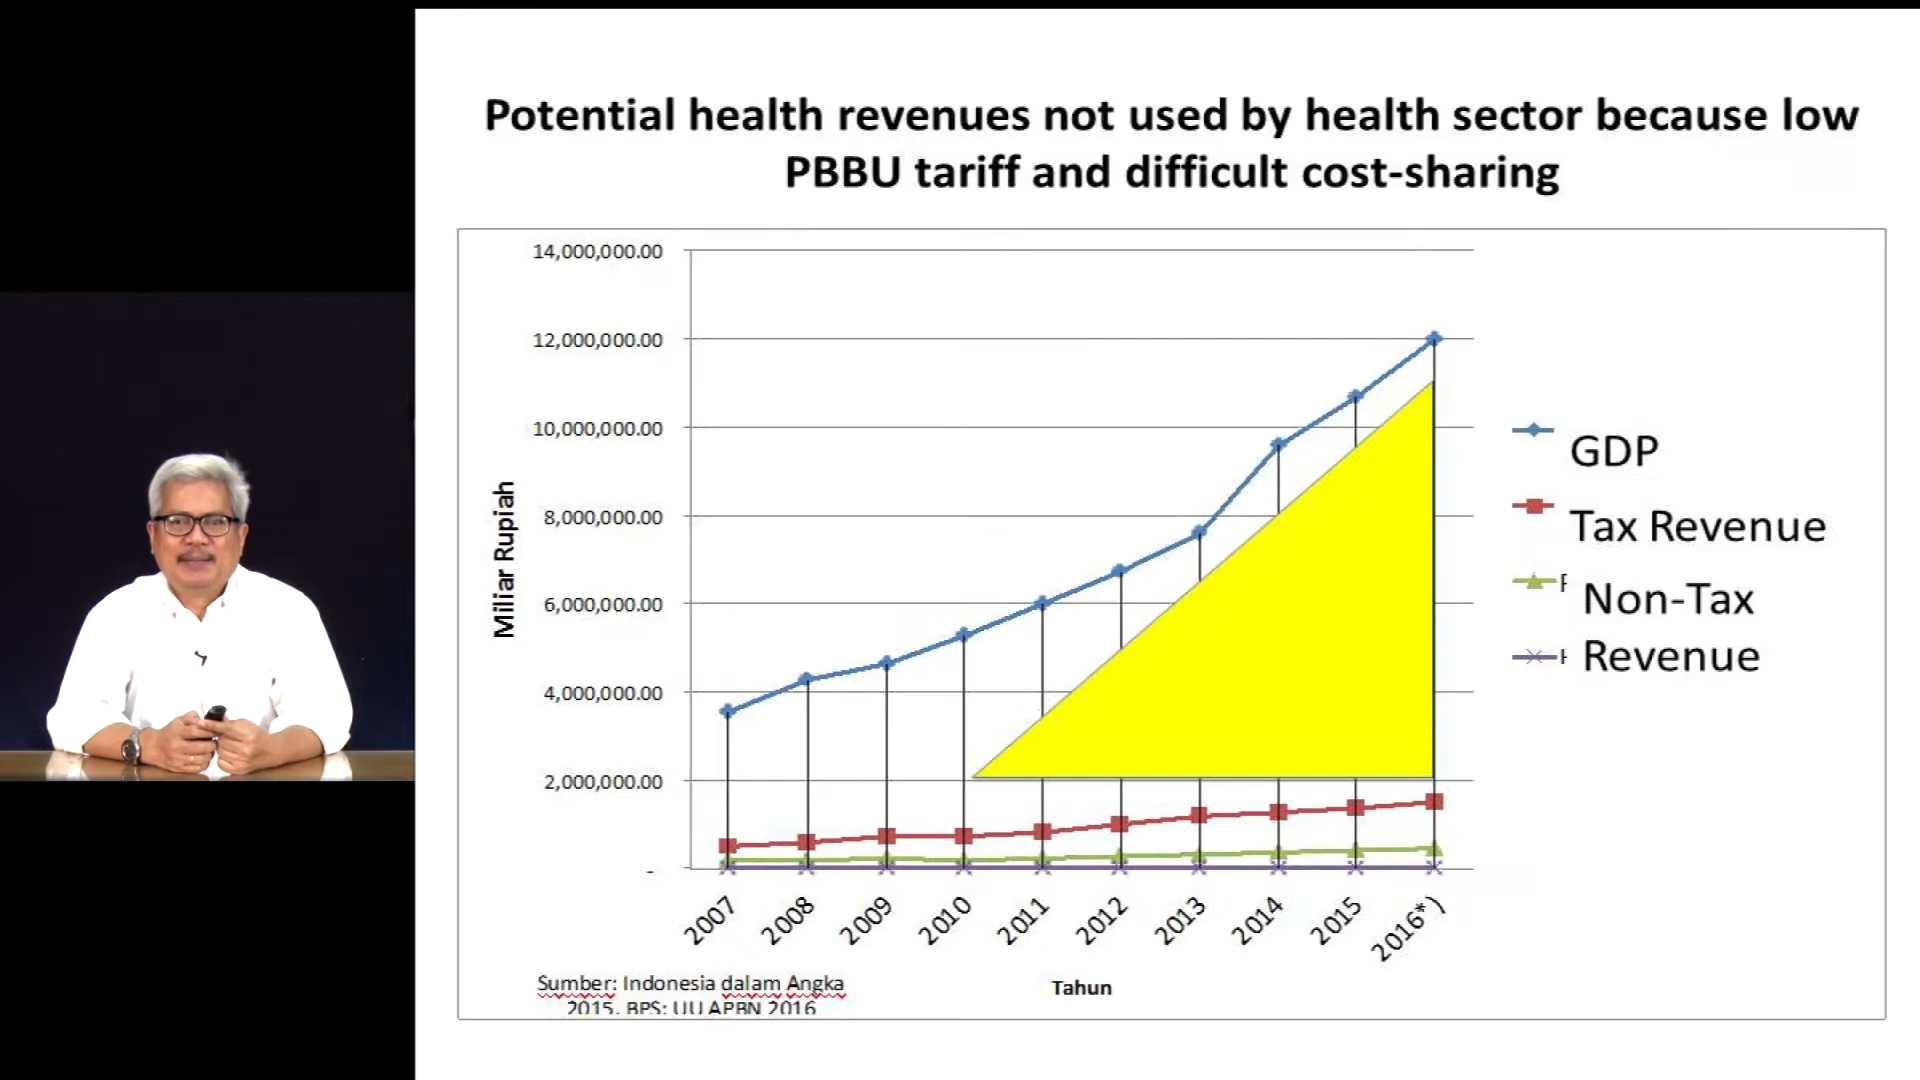 Potential health revenues not used by health sector because low
PBBU tariff and difficult cost-sharing
14,000,000.00
12,000,000.00
10,000,000.00
8,000,000.00
6,000,000.00
4,000,000.00
2,000,000.00
-
Miliar Rupiah
2007
2008
2009
2010
2011
2012
2013
2014
2015
2016*)
Tahun
GDP
Tax Revenue
Non-Tax
Revenue
Sumber: Indonesia dalam Angka
2015. BPS; UU APBN 2016